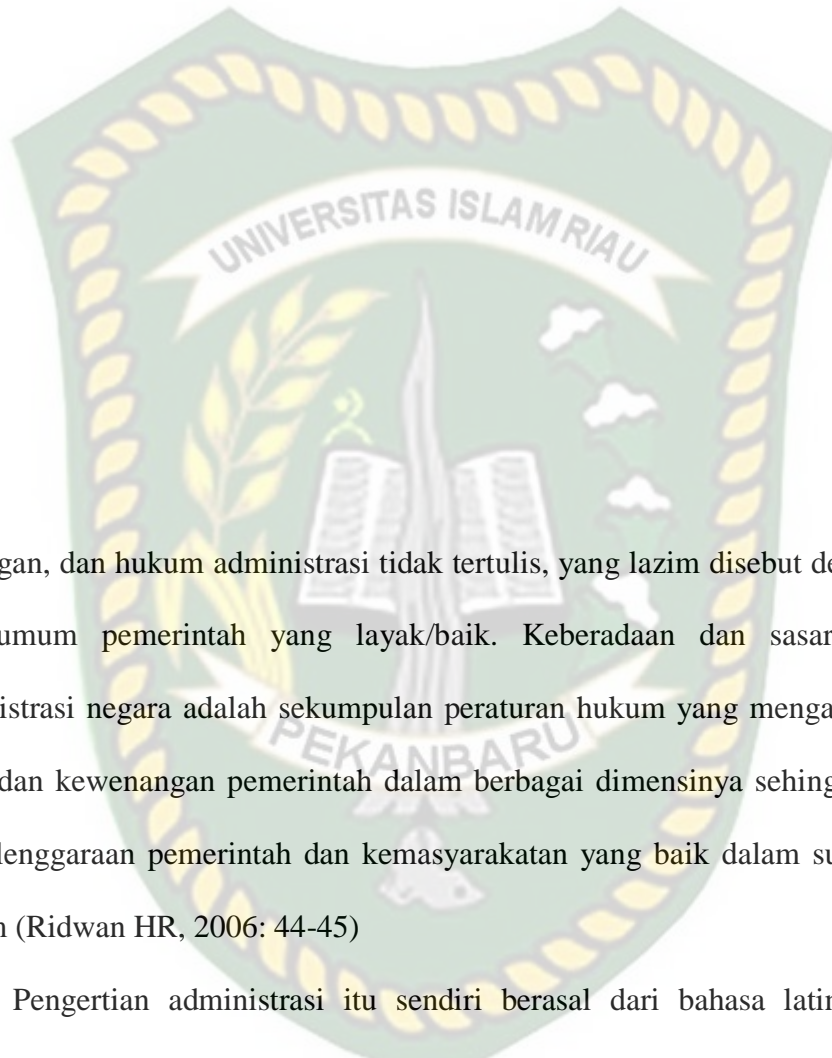 UNIVERSITAS ISLAM RIAU
gan, dan hukum administrasi tidak tertulis, yang lazim disebut de
umum pemerintah yang layak/baik. Keberadaan dan sasar
istrasi negara adalah sekumpulan peraturan hukum yang menga
PEKANBARU
dan kewenangan pemerintah dalam berbagai dimensinya sehing
lenggaraan pemerintah dan kemasyarakatan yang baik dalam su
n (Ridwan HR, 2006: 44-45)
Pengertian administrasi itu sendiri berasal dari bahasa latin